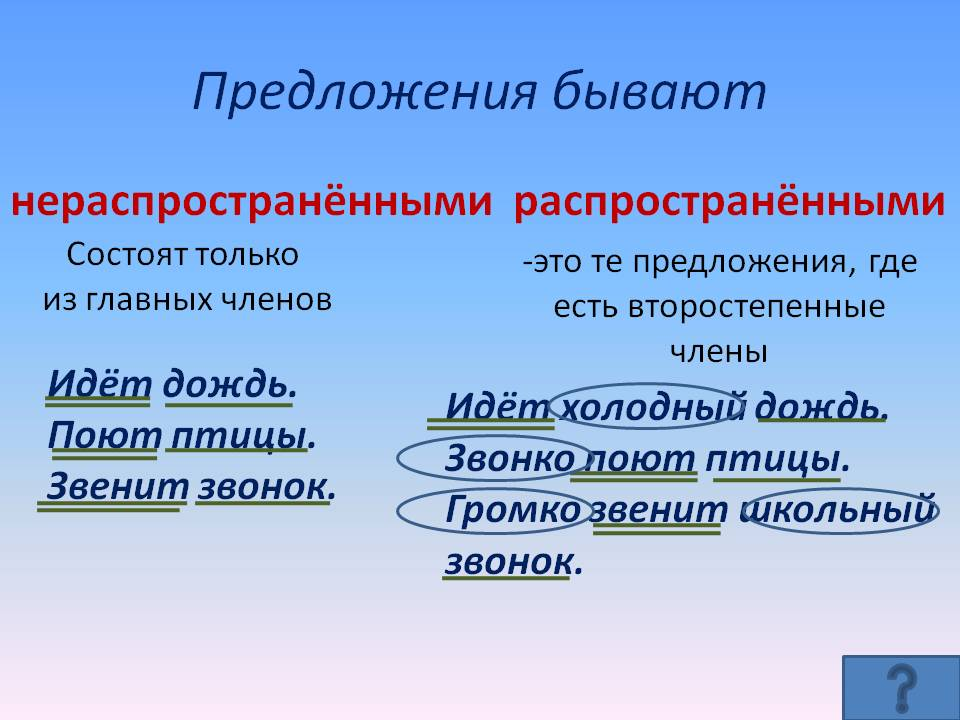 Предложения бывают
нераспространёнными
Состоят только
из главных членов
Идёт дождь.
Поют птицы.
Звенит звонок.
распространёнными
-это те предложения, где
есть второстепенные
члены
Идёт холодный дождь.
Звонко поют птицы.
Громко звенит школьный
звонок.
?